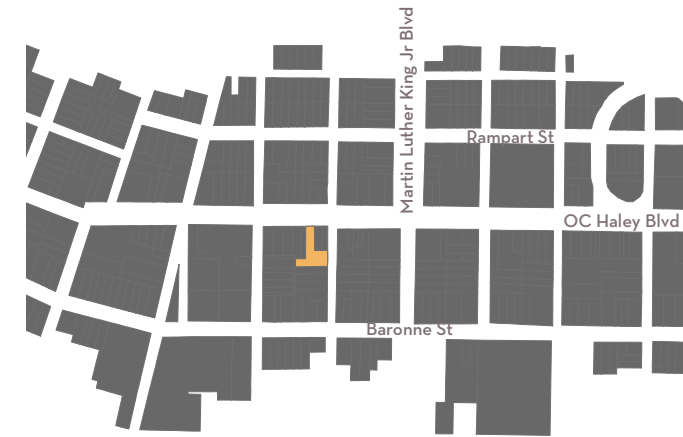 Martin Luther King Jr Blvd
Rampart St
OC Haley Blvd
Baronne St